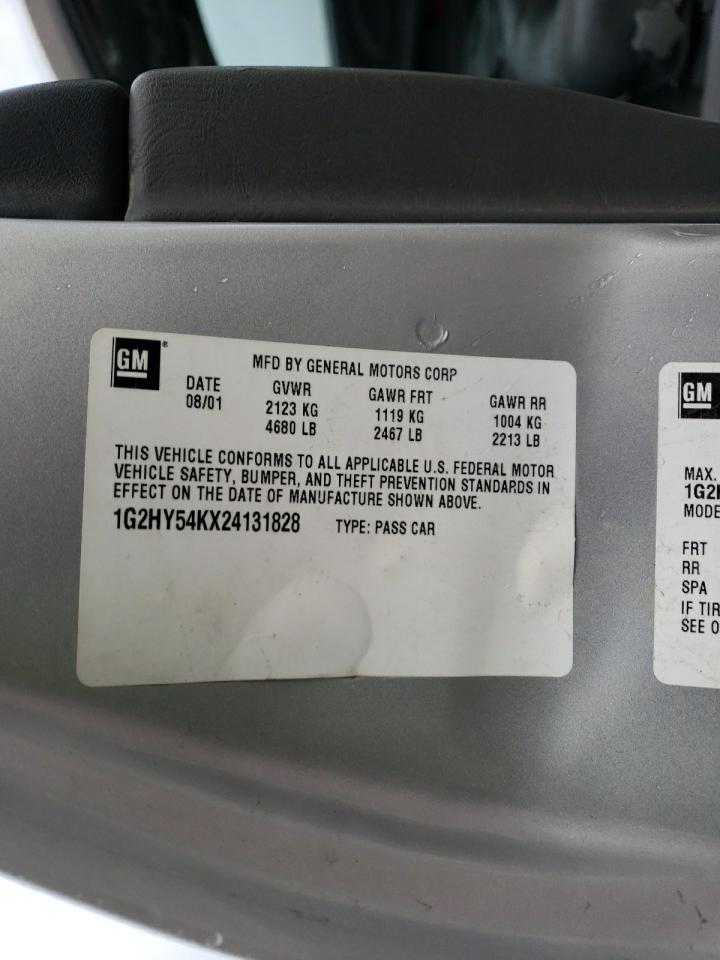 GM
MFD BY GENERAL MOTORS CORP
DATE GVWR GAWR FRT GAWR RR
08/01 2123 KG 1119 KG 1004 KG
4680 LB 2467 LB 2213 LB
THIS VEHICLE CONFORMS TO ALL APPLICABLE U.S. FEDERAL MOTOR
VEHICLE SAFETY, BUMPER, AND THEFT PREVENTION STANDARDS IN
EFFECT ON THE DATE OF MANUFACTURE SHOWN ABOVE.
1G2HY54KX24131828 TYPE: PASS CAR
GM
MAX.
1G2H
MODE
FRT
RR
SPA
IF TIR
SEE O